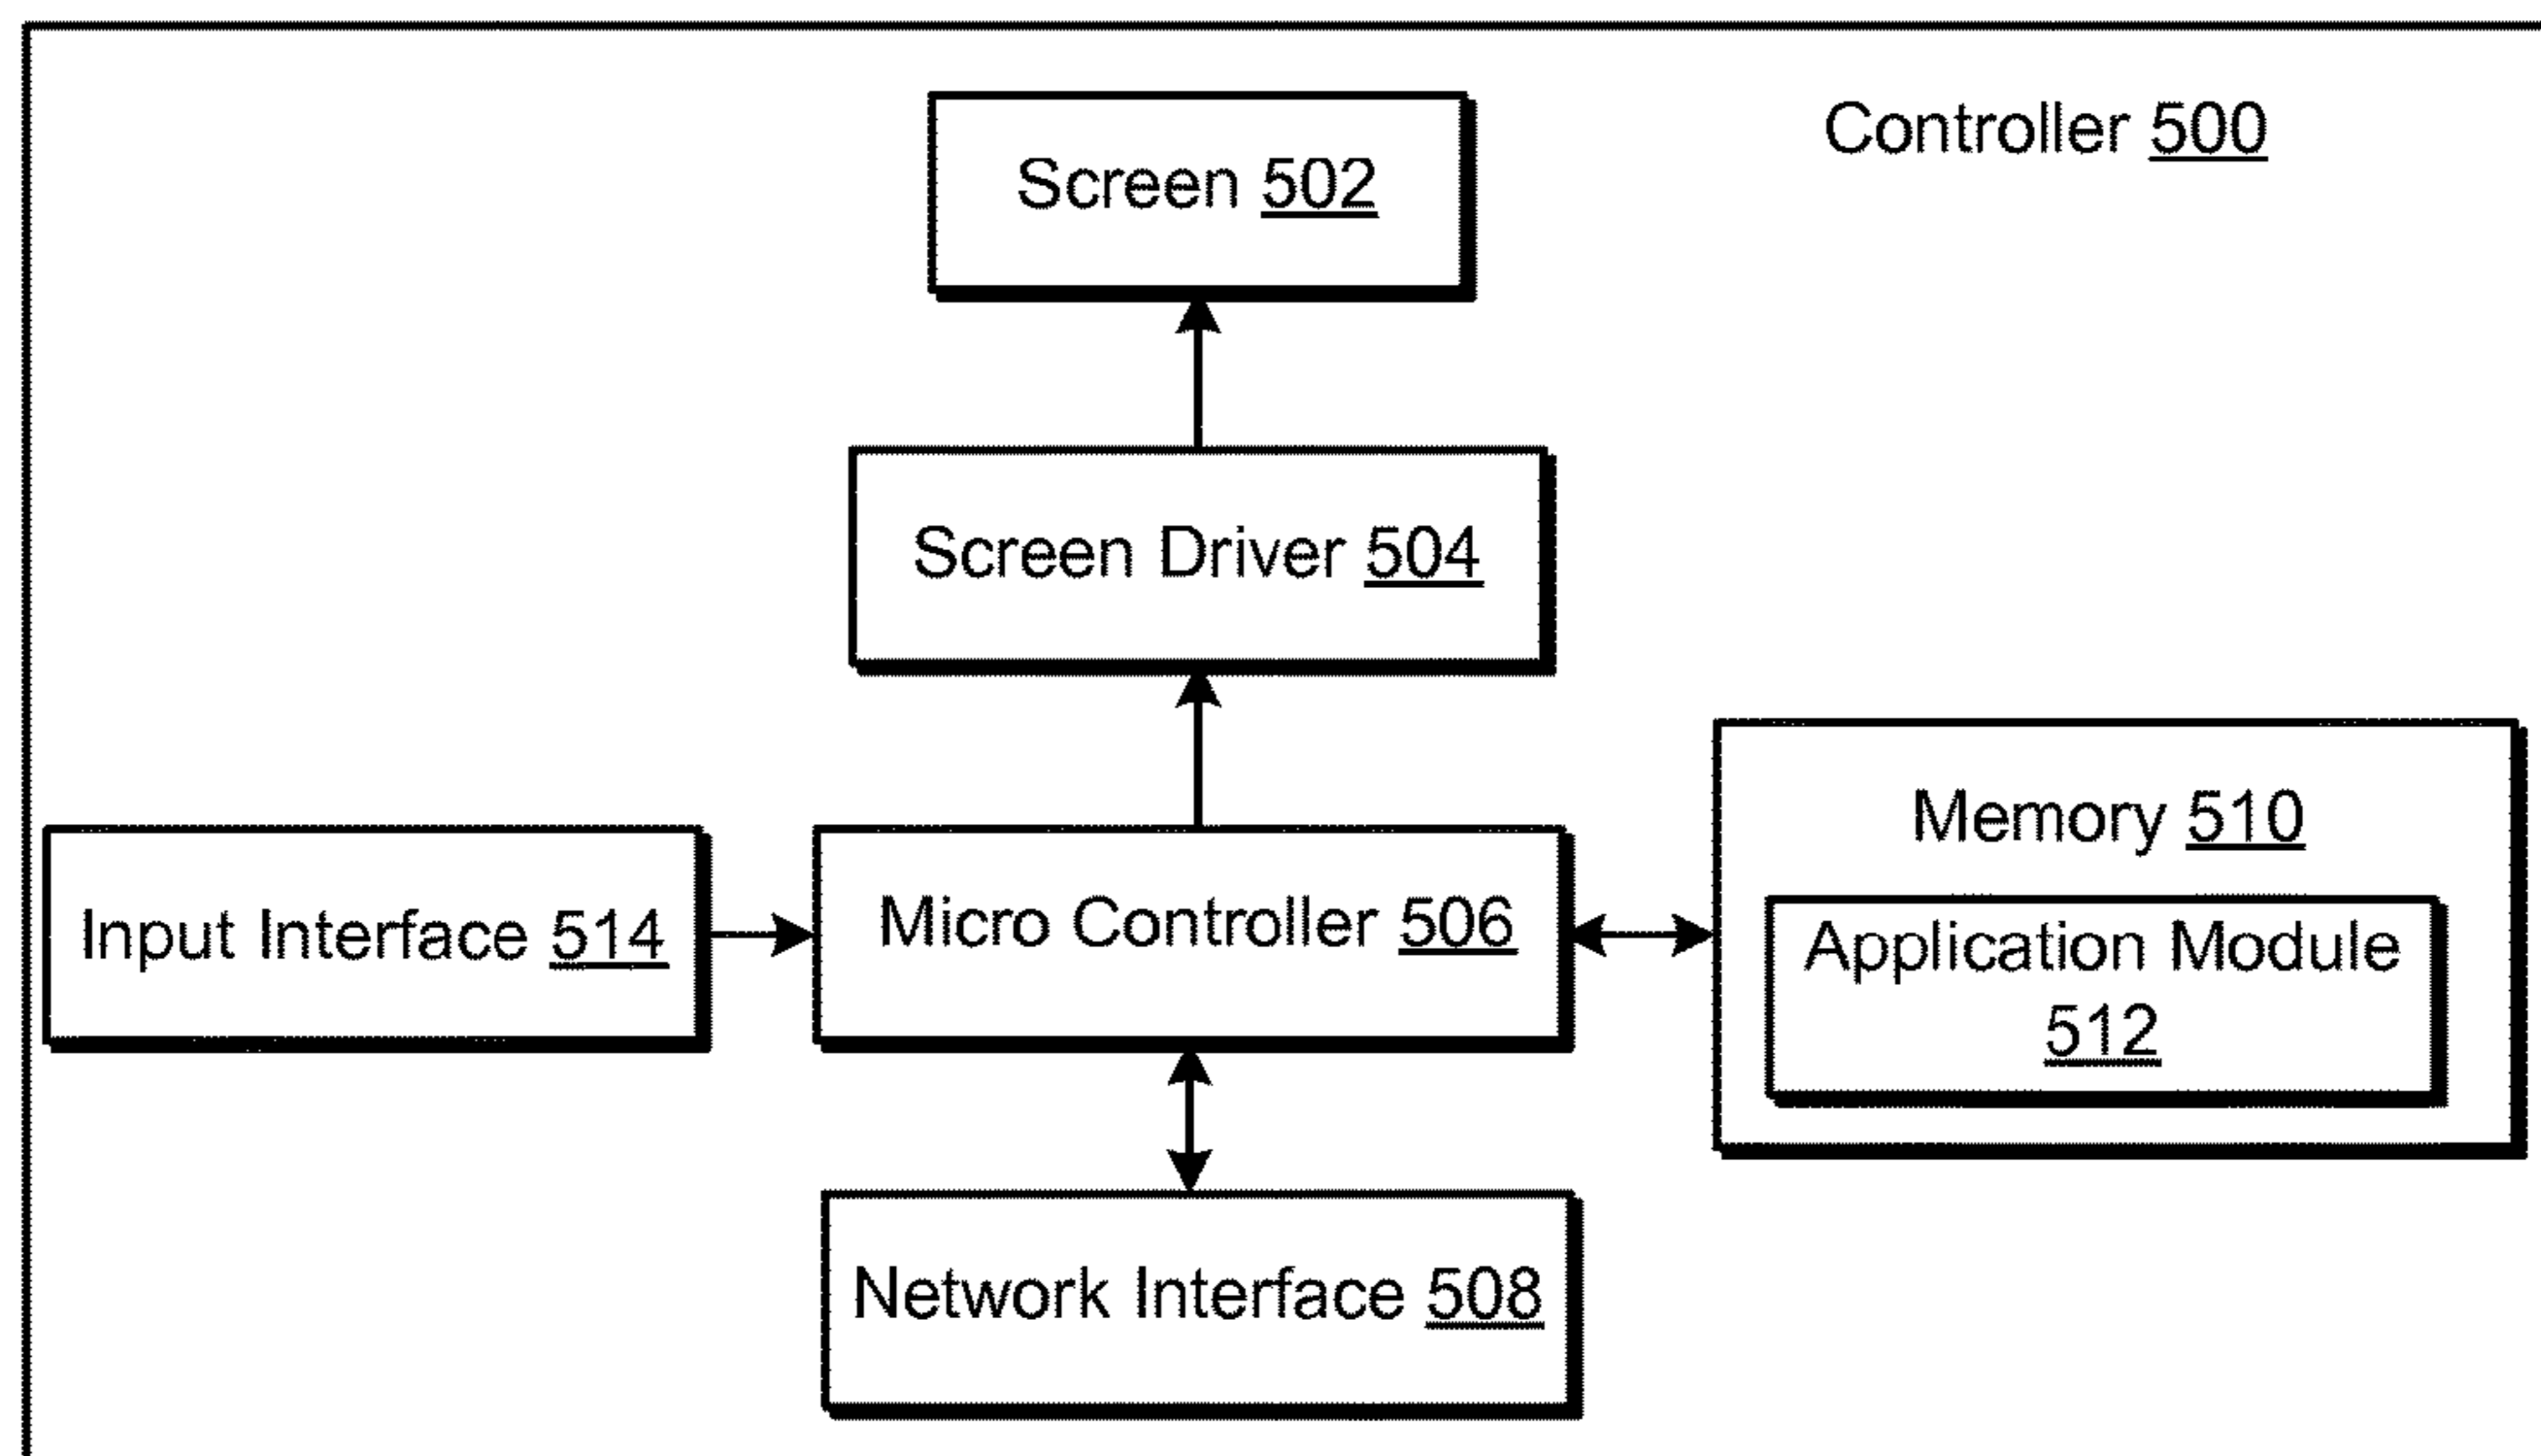 Controller 500
Screen 502
Screen Driver 504
Memory 510
Input Interface 514
Micro Controller 506
Application Module
512
Network Interface 508